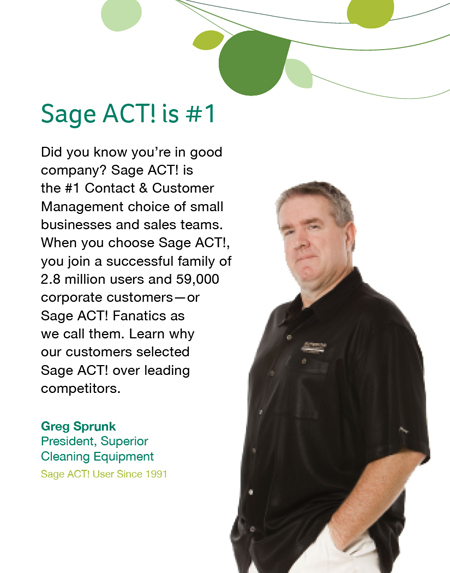 Sage ACT! is #1
Did you know you’re in good
company? Sage ACT! is
the #1 Contact & Customer
Management choice of small
businesses and sales teams.
When you choose Sage ACT!,
you join a successful family of
2.8 million users and 59,000
corporate customers—or
Sage ACT! Fanatics as
we call them. Learn why
our customers selected
Sage ACT! over leading
competitors.
Greg Sprunk
President, Superior
Cleaning Equipment
Sage ACT! User Since 1991